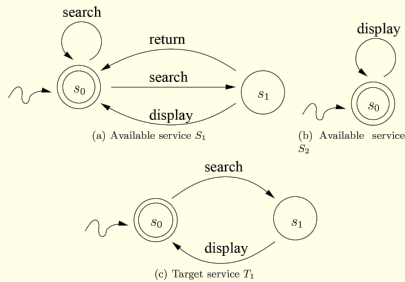 search
return
s0
search
s1
display
(a) Available service S1
display
s0
(b) Available service
S2
search
s0
s1
display
(c) Target service T1